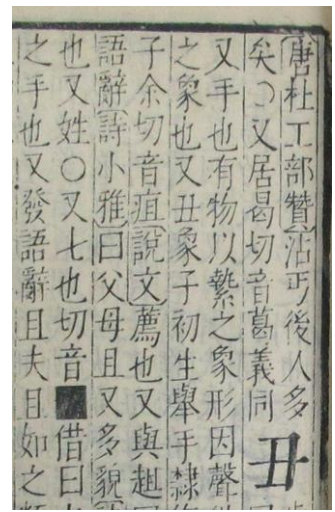 唐杜工部贊沾丐後人多
矣〇又居曷切音葛義同 丑
又手也有物以縶之象形因聲
之象也又丑象子初生舉手隸
子余切音疽說文薦也又與趄
語辭詩小雅曰父母且又多貌
也又姓〇又七也切音■借曰
之手也又發語辭且夫且如之